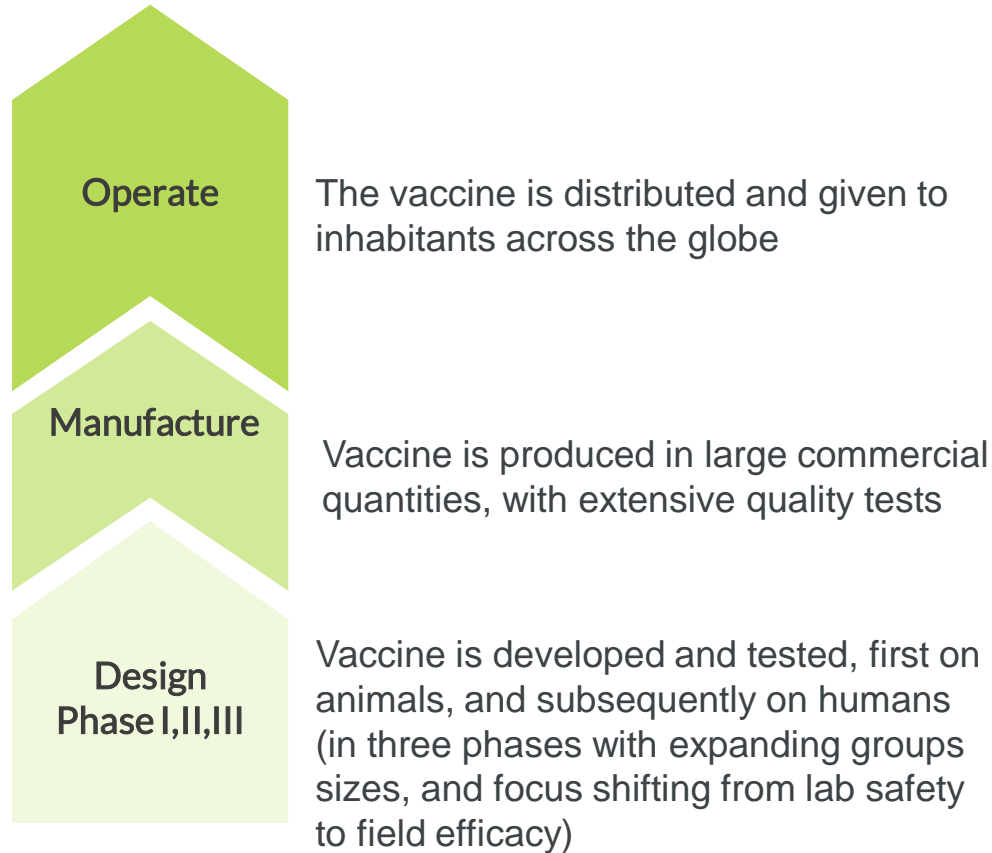 Operate
The vaccine is distributed and given to
inhabitants across the globe
Manufacture
Vaccine is produced in large commercial
quantities, with extensive quality tests
Design
Phase I,II,III
Vaccine is developed and tested, first on
animals, and subsequently on humans
(in three phases with expanding groups
sizes, and focus shifting from lab safety
to field efficacy)